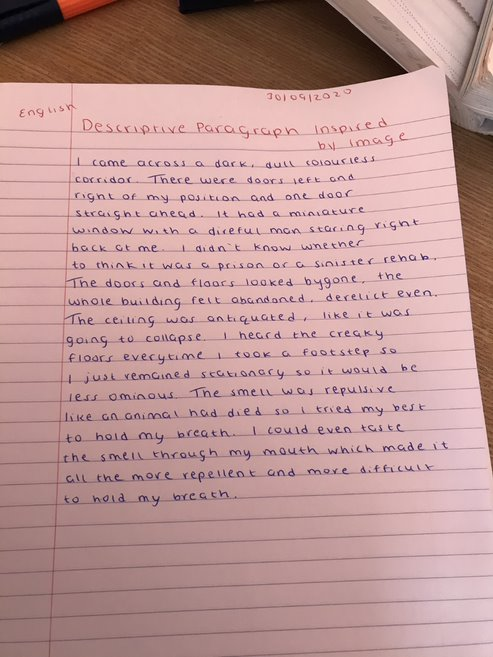 30/09/2020
English
Descriptive Paragraph Inspired
by Image
I came across a dark, dull colourless
corridor. There were doors left and
right of my position and one door
straight ahead. It had a miniature
window with a direful man staring right
back at me. I didn't know whether
to think it was a prison or a sinister rehab.
The doors and floors looked bygone, the
whole building felt abandoned, derelict even.
The ceiling was antiquated, like it was
going to collapse. I heard the creaky
floors everytime I took a footstep so
I just remained stationary so it would be
less ominous. The smell was repulsive
like an animal had died so I tried my best
to hold my breath. I could even taste
the smell through my mouth which made it
all the more repellent and more difficult
to hold my breath.